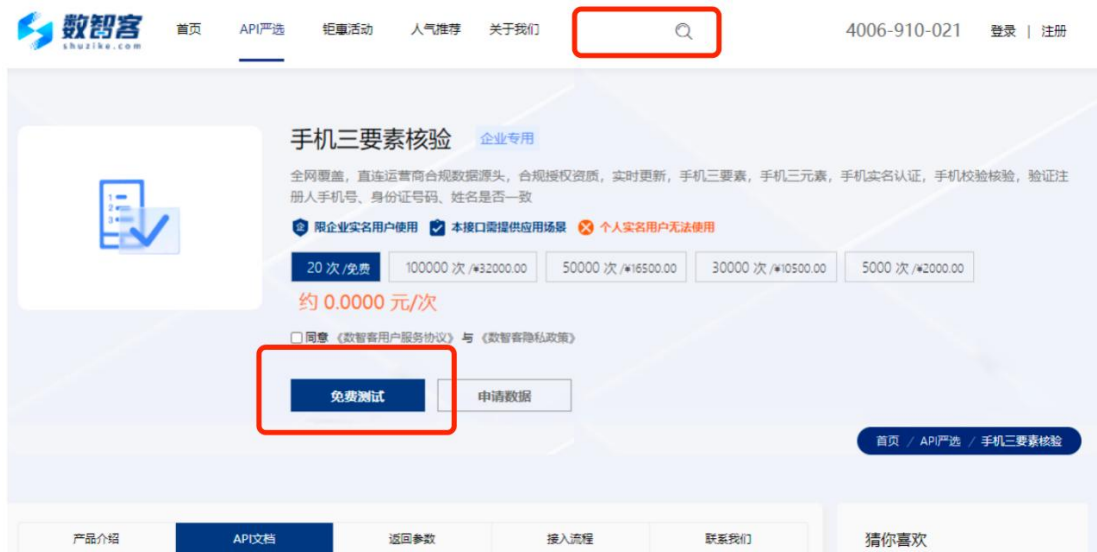 数智客
shuzike.com
首页 API严选 钜惠活动 人气推荐 关于我们
4006-910-021 登录 | 注册
手机三要素核验 企业专用
全网覆盖，直连运营商合规数据源头，合规授权资质，实时更新，手机三要素，手机三元素，手机实名认证，手机校验核验，验证注
册人手机号、身份证号码、姓名是否一致
企 限企业实名用户使用 本接口需提供应用场景 个人实名用户无法使用
20 次 /免费 100000 次 /¥32000.00 50000 次 /¥16500.00 30000 次 /¥10500.00 5000 次 /¥2000.00
约 0.0000 元/次
同意 《数智客用户服务协议》 与 《数智客隐私政策》
免费测试 申请数据
首页 / API严选 / 手机三要素核验
产品介绍 API文档 返回参数 接入流程 联系我们 猜你喜欢